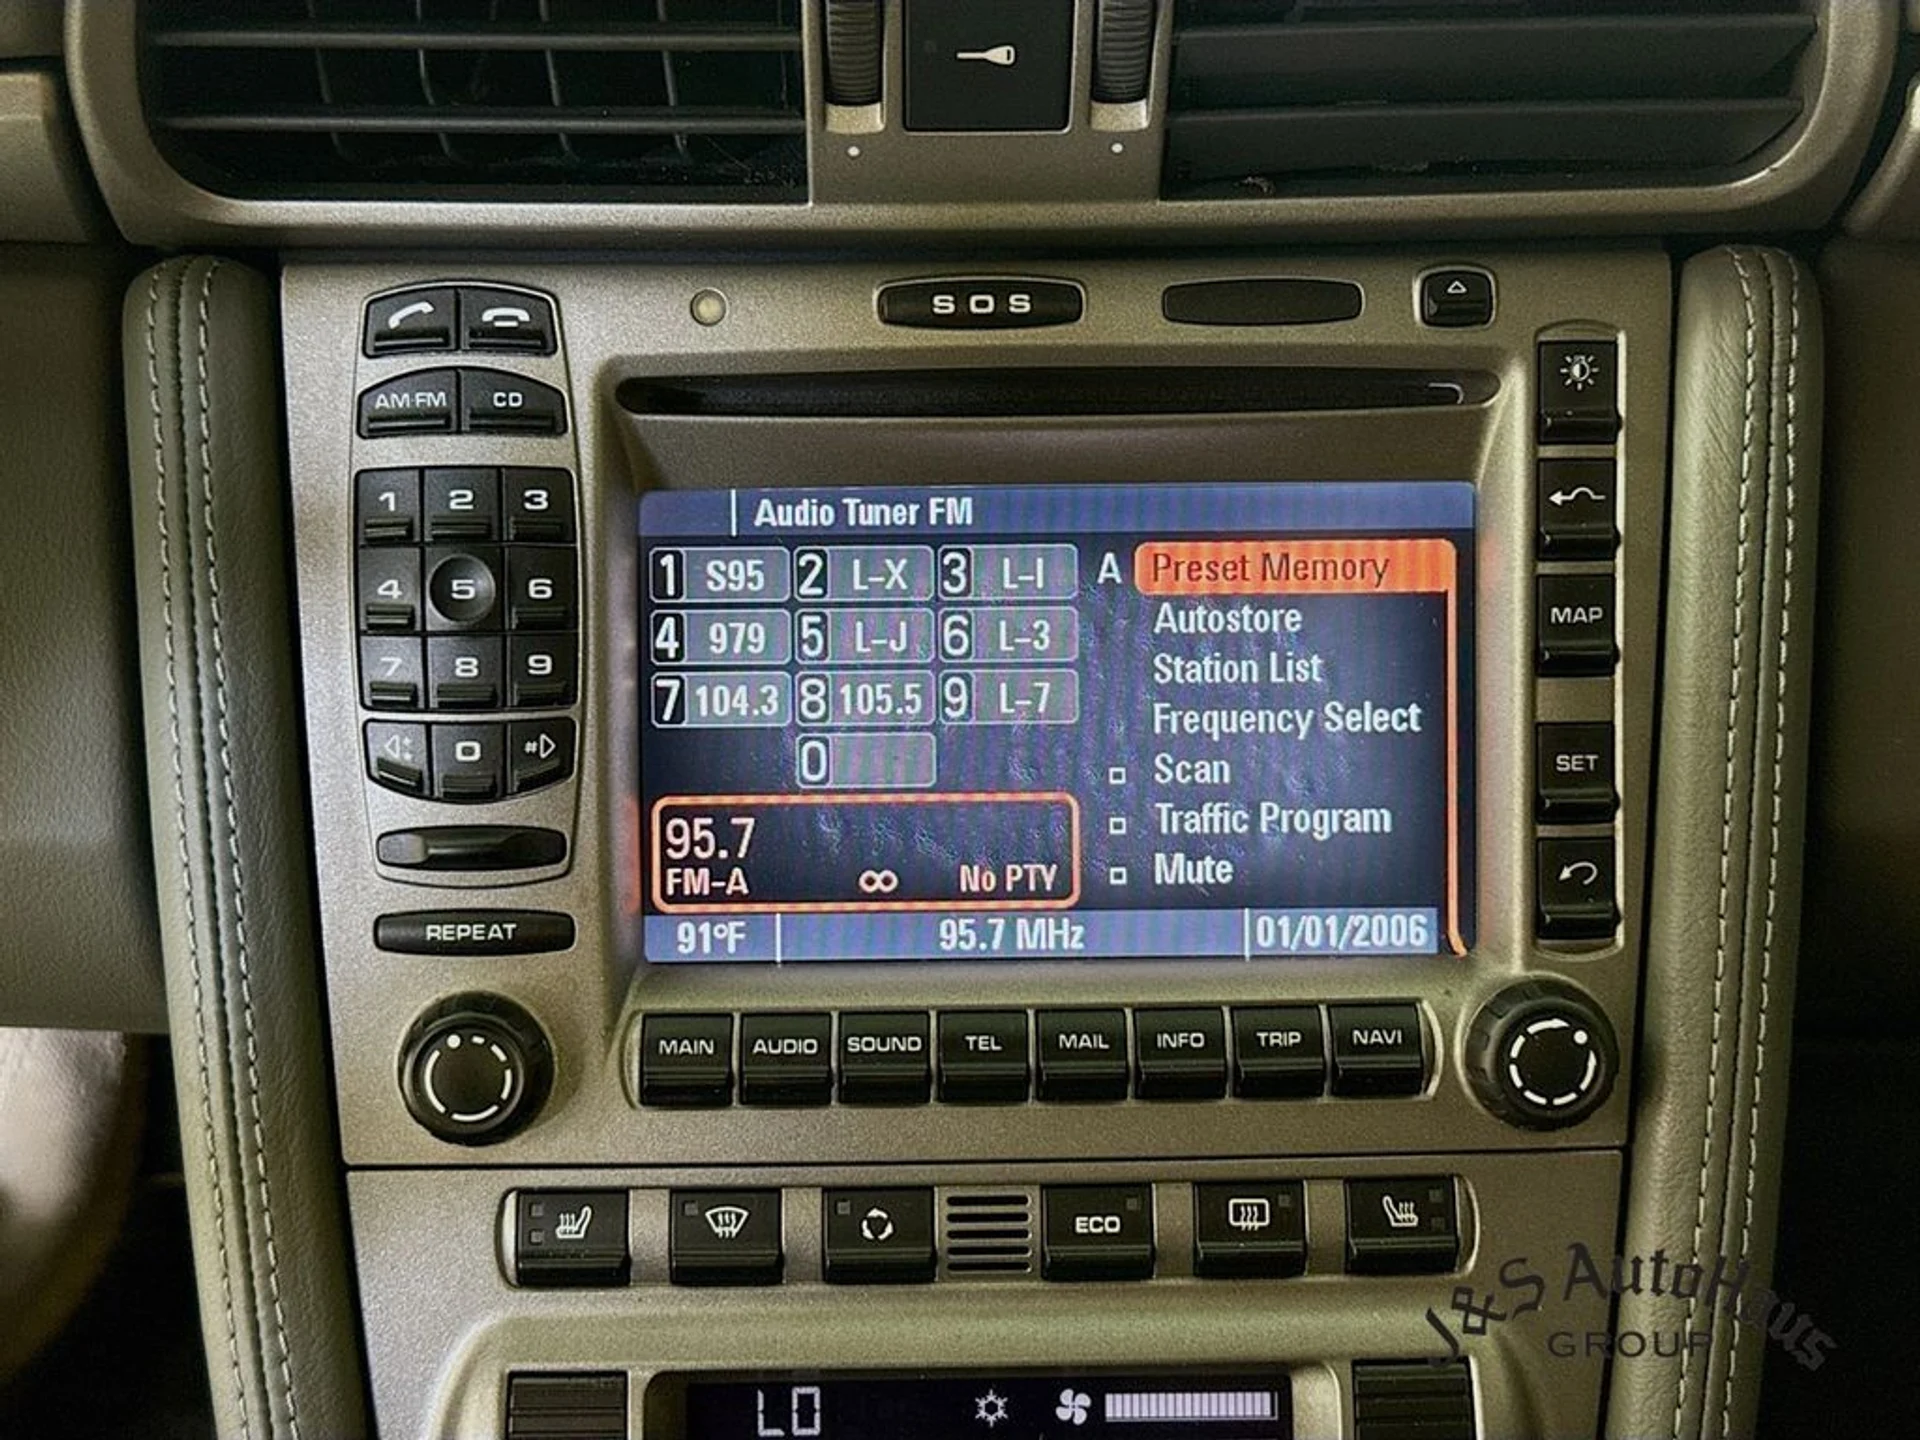 SOS
AM·FM CD
1 2 3
4 5 6
7 8 9
* 0 #
REPEAT
Audio Tuner FM
1 S95 2 L-X 3 L-I
4 979 5 L-J 6 L-3
7 104.3 8 105.5 9 L-7
0
A Preset Memory
Autostore
Station List
Frequency Select
Scan
Traffic Program
Mute
95.7
FM-A ∞ No PTY
91°F 95.7 MHz 01/01/2006
MAP
SET
MAIN AUDIO SOUND TEL MAIL INFO TRIP NAVI
ECO
J&S AutoHaus
GROUP
LO